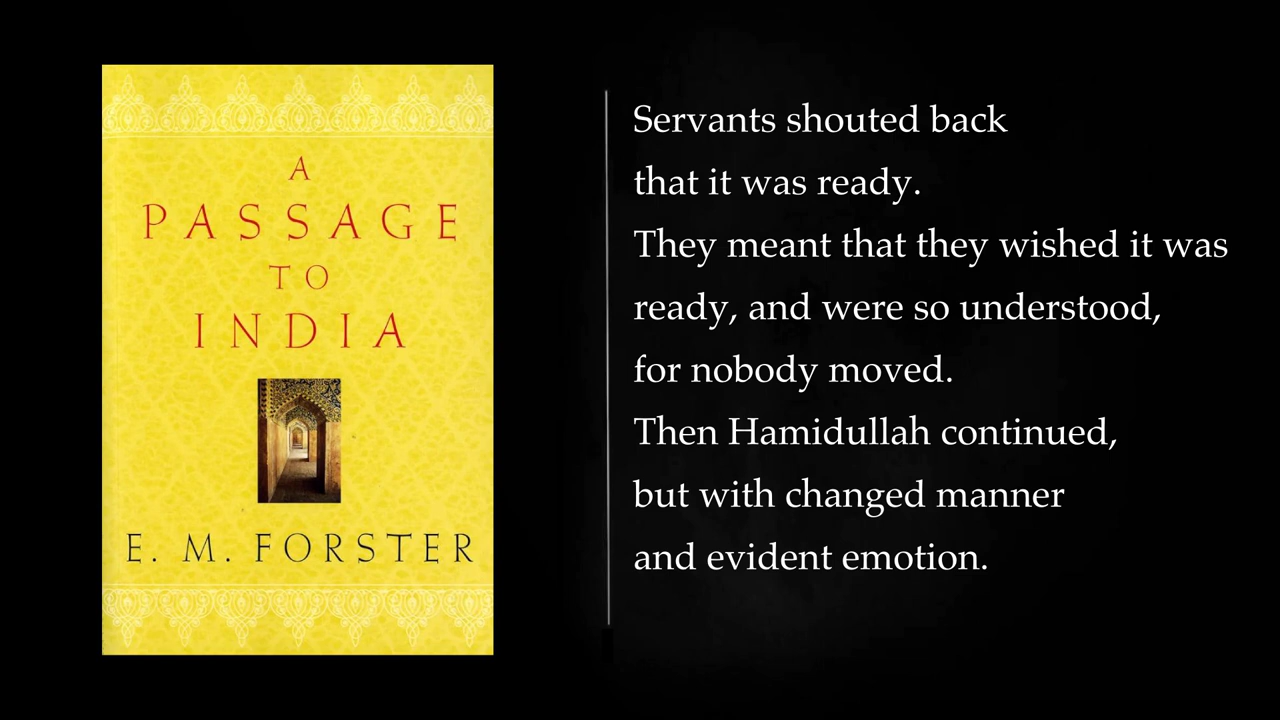 A
PASSAGE
TO
INDIA
E. M. FORSTER
Servants shouted back
that it was ready.
They meant that they wished it was
ready, and were so understood,
for nobody moved.
Then Hamidullah continued,
but with changed manner
and evident emotion.